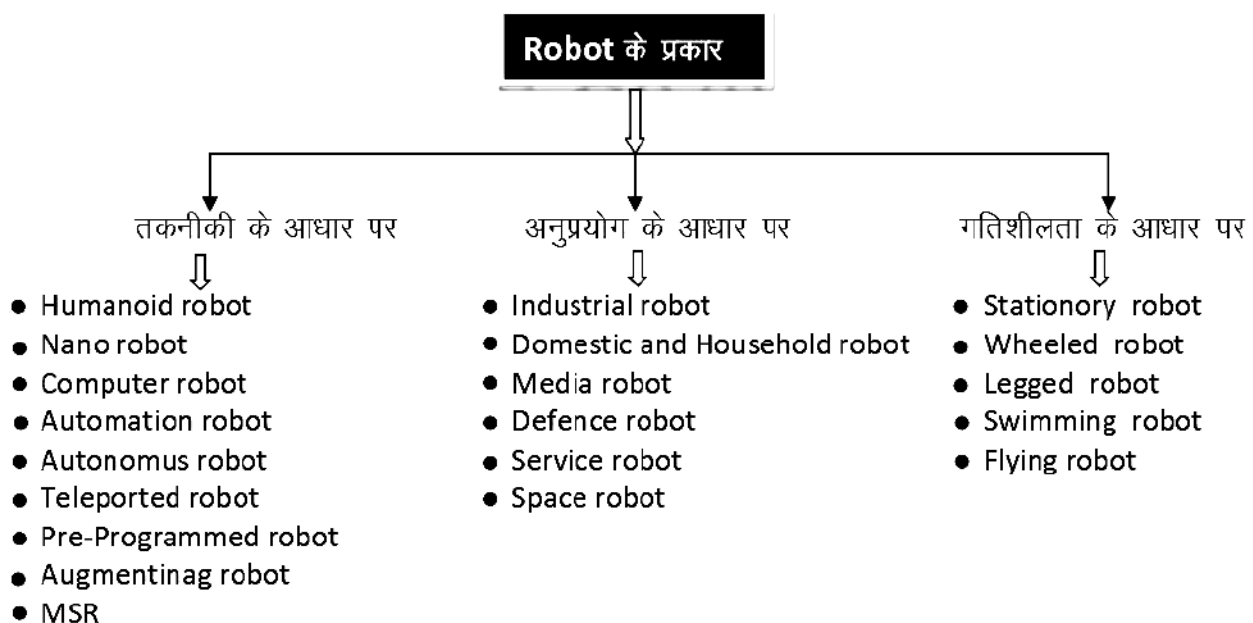 Robot के प्रकार
तकनीकी के आधार पर
Humanoid robot
Nano robot
Computer robot
Automation robot
Autonomus robot
Teleported robot
Pre-Programmed robot
Augmentinag robot
MSR
अनुप्रयोग के आधार पर
Industrial robot
Domestic and Household robot
Media robot
Defence robot
Service robot
Space robot
गतिशीलता के आधार पर
Stationory robot
Wheeled robot
Legged robot
Swimming robot
Flying robot